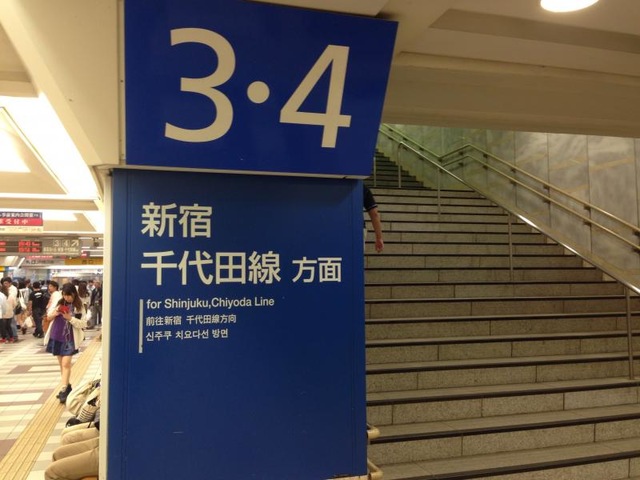 3・4
新宿
千代田線 方面
for Shinjuku,Chiyoda Line
前往新宿 千代田線方向
신주쿠 치요다선 방면